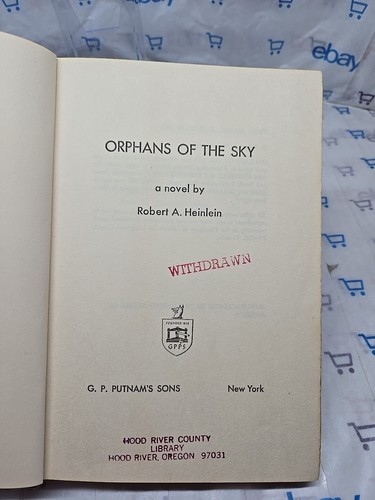 ebay
ORPHANS OF THE SKY
a novel by
Robert A. Heinlein
WITHDRAWN
GPPS
G. P. PUTNAM'S SONS New York
HOOD RIVER COUNTY
LIBRARY
HOOD RIVER, OREGON 97031